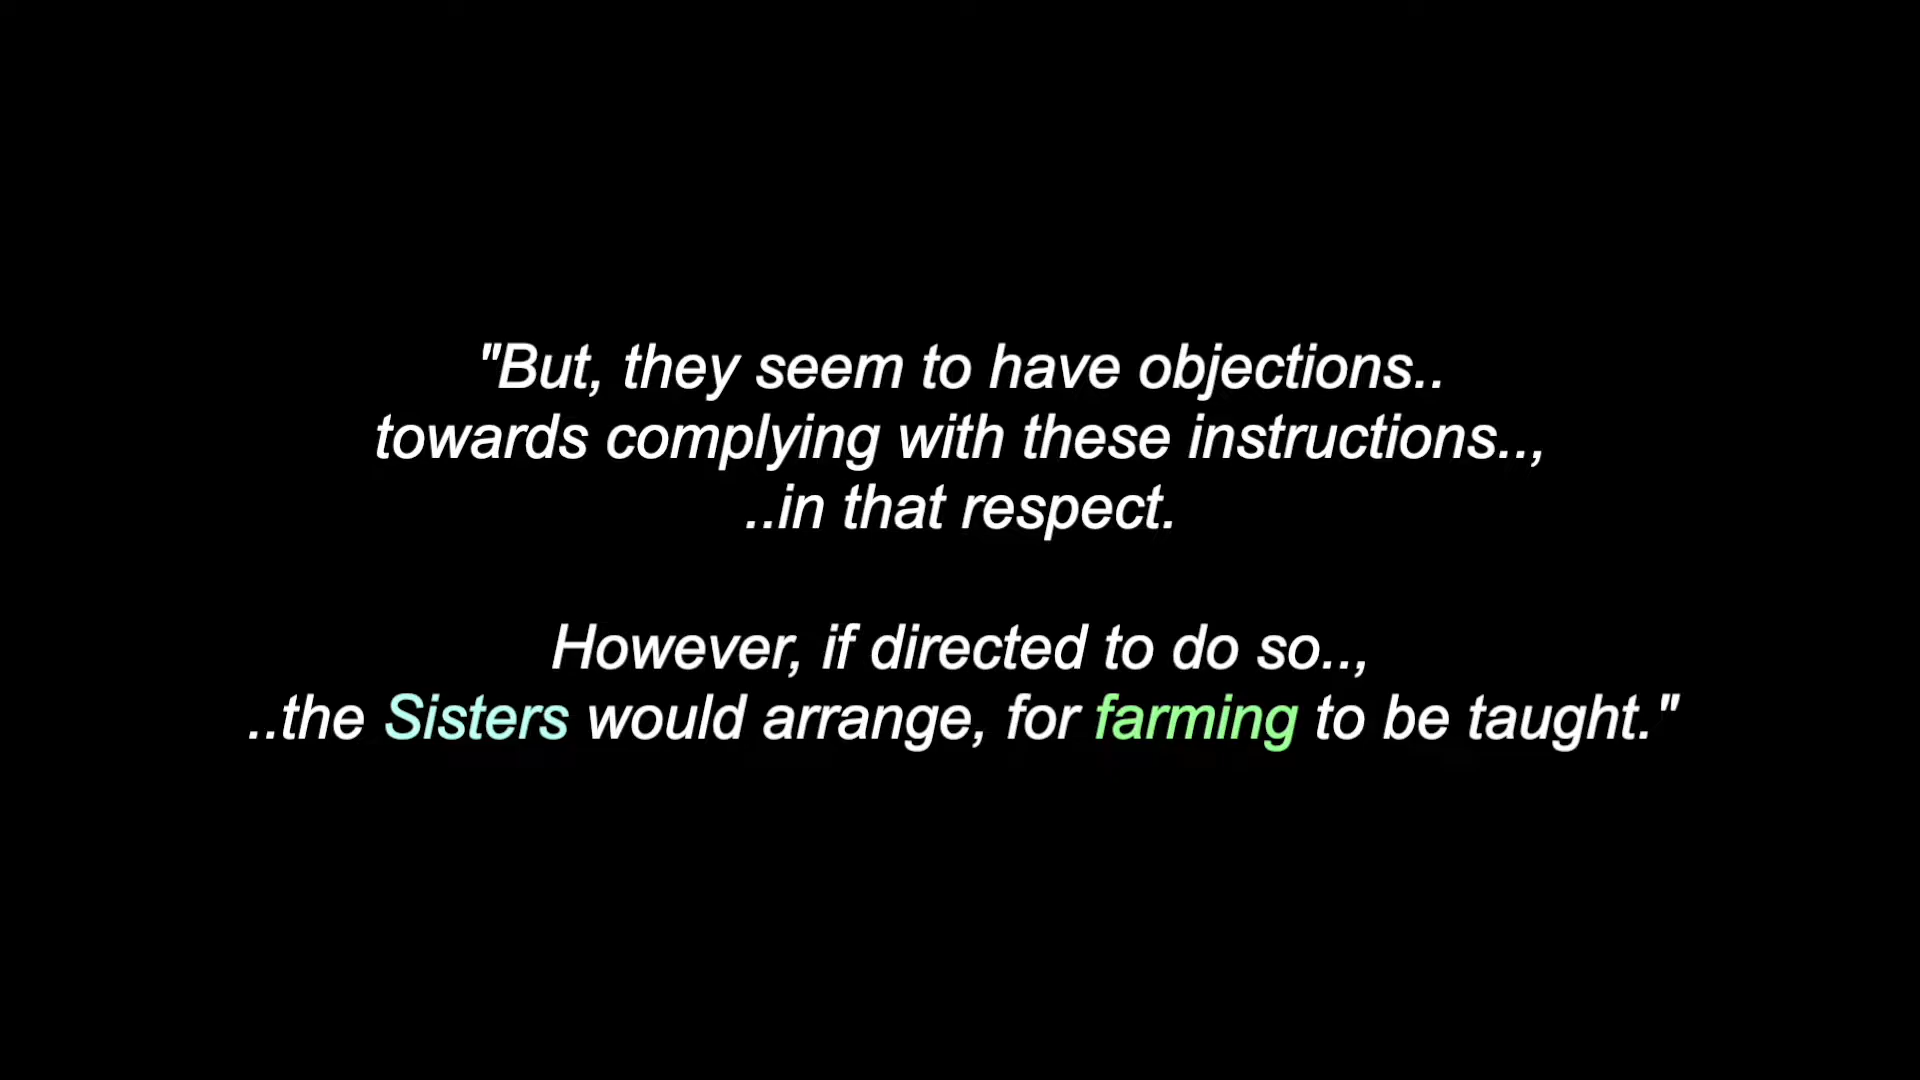 "But, they seem to have objections..
towards complying with these instructions..,
..in that respect.
However, if directed to do so..,
..the Sisters would arrange, for farming to be taught."